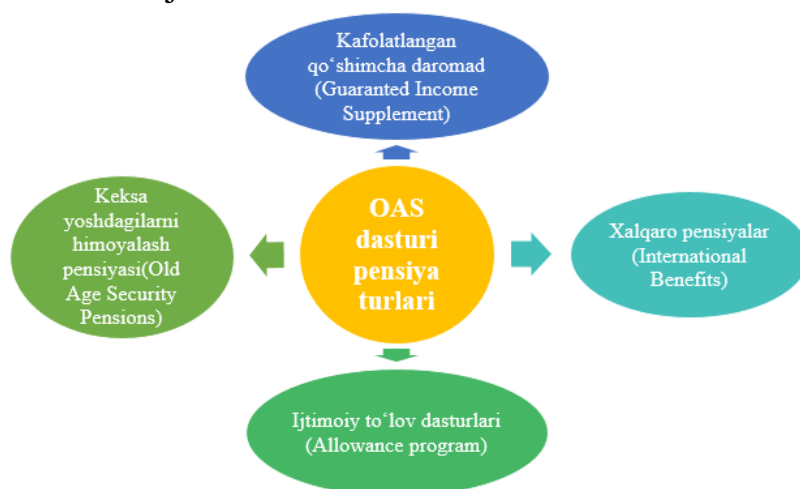 Kafolatlangan
qo‘shimcha daromad
(Guaranted Income
Supplement)
Keksa
yoshdagilarni
himoyalash
pensiyasi(Old
Age Security
Pensions)
OAS
dasturi
pensiya
turlari
Xalqaro pensiyalar
(International
Benefits)
Ijtimoiy to‘lov dasturlari
(Allowance program)